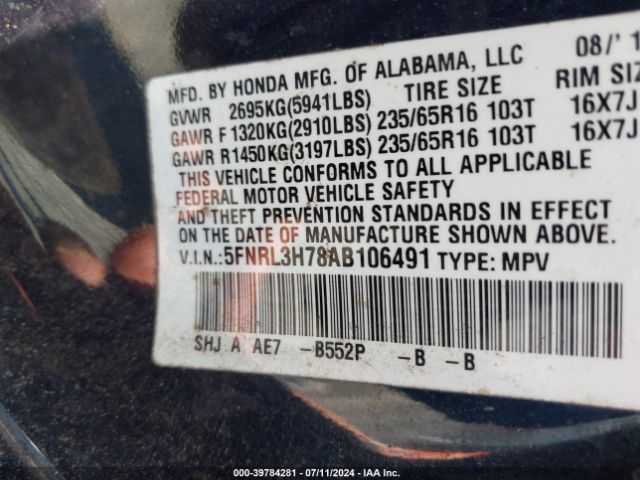 MFD. BY HONDA MFG. OF ALABAMA, LLC 08/' 1
GVWR 2695KG(5941LBS) TIRE SIZE RIM SIZ
GAWR F 1320KG(2910LBS) 235/65R16 103T 16X7J
GAWR R1450KG(3197LBS) 235/65R16 103T 16X7J
THIS VEHICLE CONFORMS TO ALL APPLICABLE
FEDERAL MOTOR VEHICLE SAFETY
AND THEFT PREVENTION STANDARDS IN EFFECT
ON THE DATE OF MANUFACTURE SHOWN ABOVE.
V.I.N.:5FNRL3H78AB106491 TYPE: MPV
SHJ A AE7 -B552P -B -B
000-39784281 - 07/11/2024 - IAA Inc.